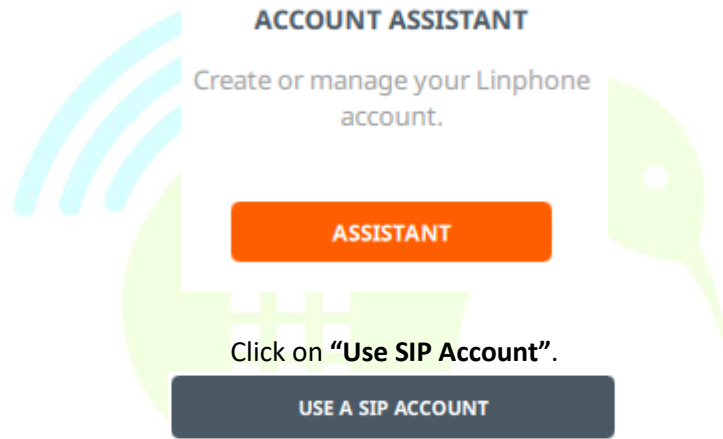 ACCOUNT ASSISTANT
Create or manage your Linphone
account.
ASSISTANT
Click on “Use SIP Account”.
USE A SIP ACCOUNT